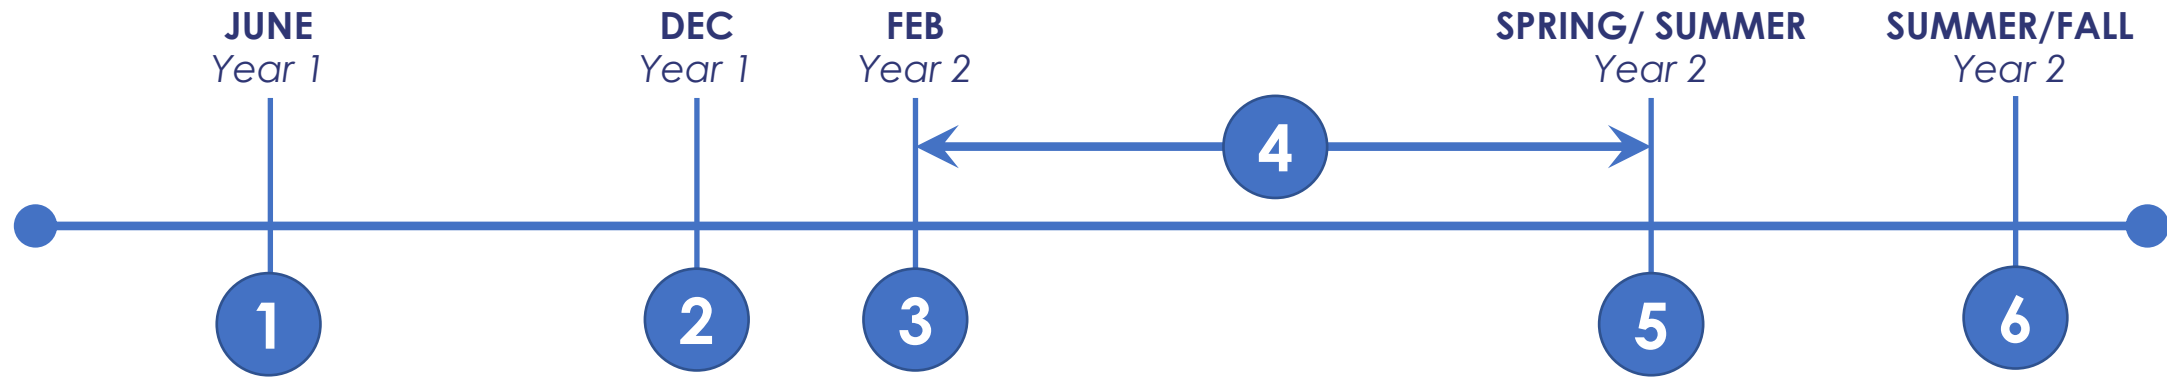 JUNE
Year 1
DEC
Year 1
FEB
Year 2
SPRING/ SUMMER
Year 2
SUMMER/FALL
Year 2
4
1
2
3
5
6